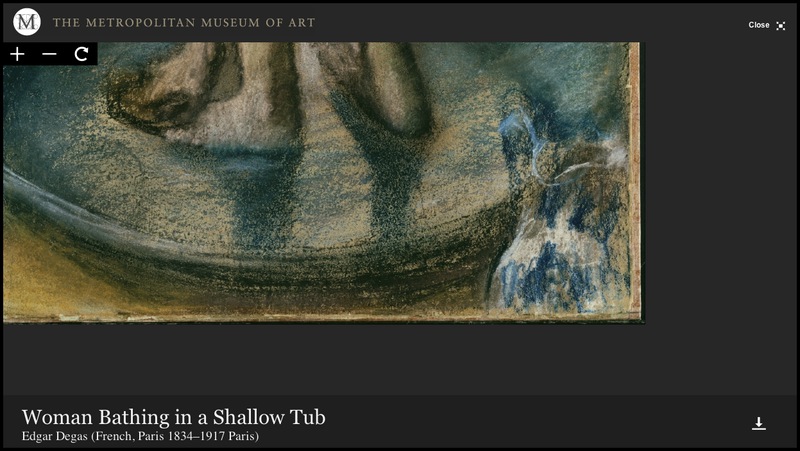 M THE METROPOLITAN MUSEUM OF ART
Close
Woman Bathing in a Shallow Tub
Edgar Degas (French, Paris 1834–1917 Paris)